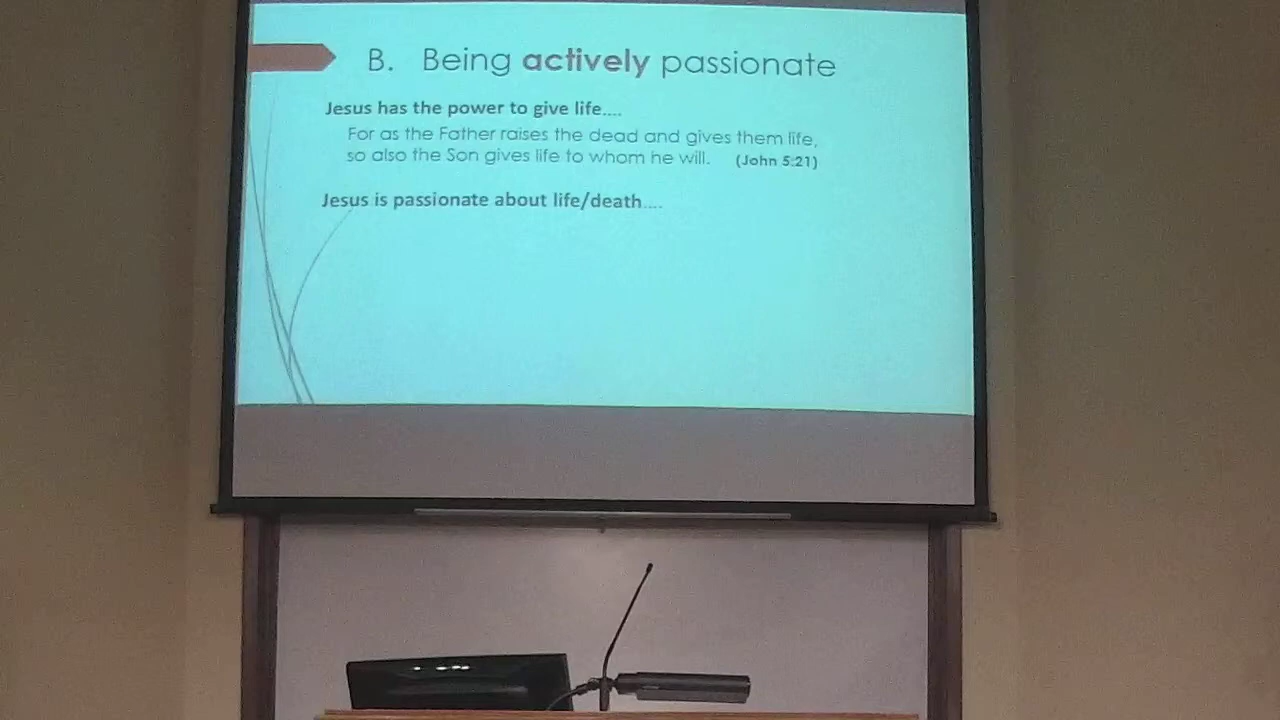 B. Being actively passionate
Jesus has the power to give life....
For as the Father raises the dead and gives them life,
so also the Son gives life to whom he will. (John 5:21)
Jesus is passionate about life/death....